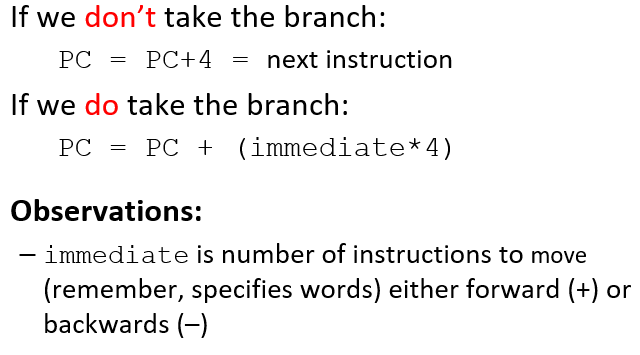 If we don’t take the branch:
PC = PC+4 = next instruction
If we do take the branch:
PC = PC + (immediate*4)
Observations:
– immediate is number of instructions to move
(remember, specifies words) either forward (+) or
backwards (–)